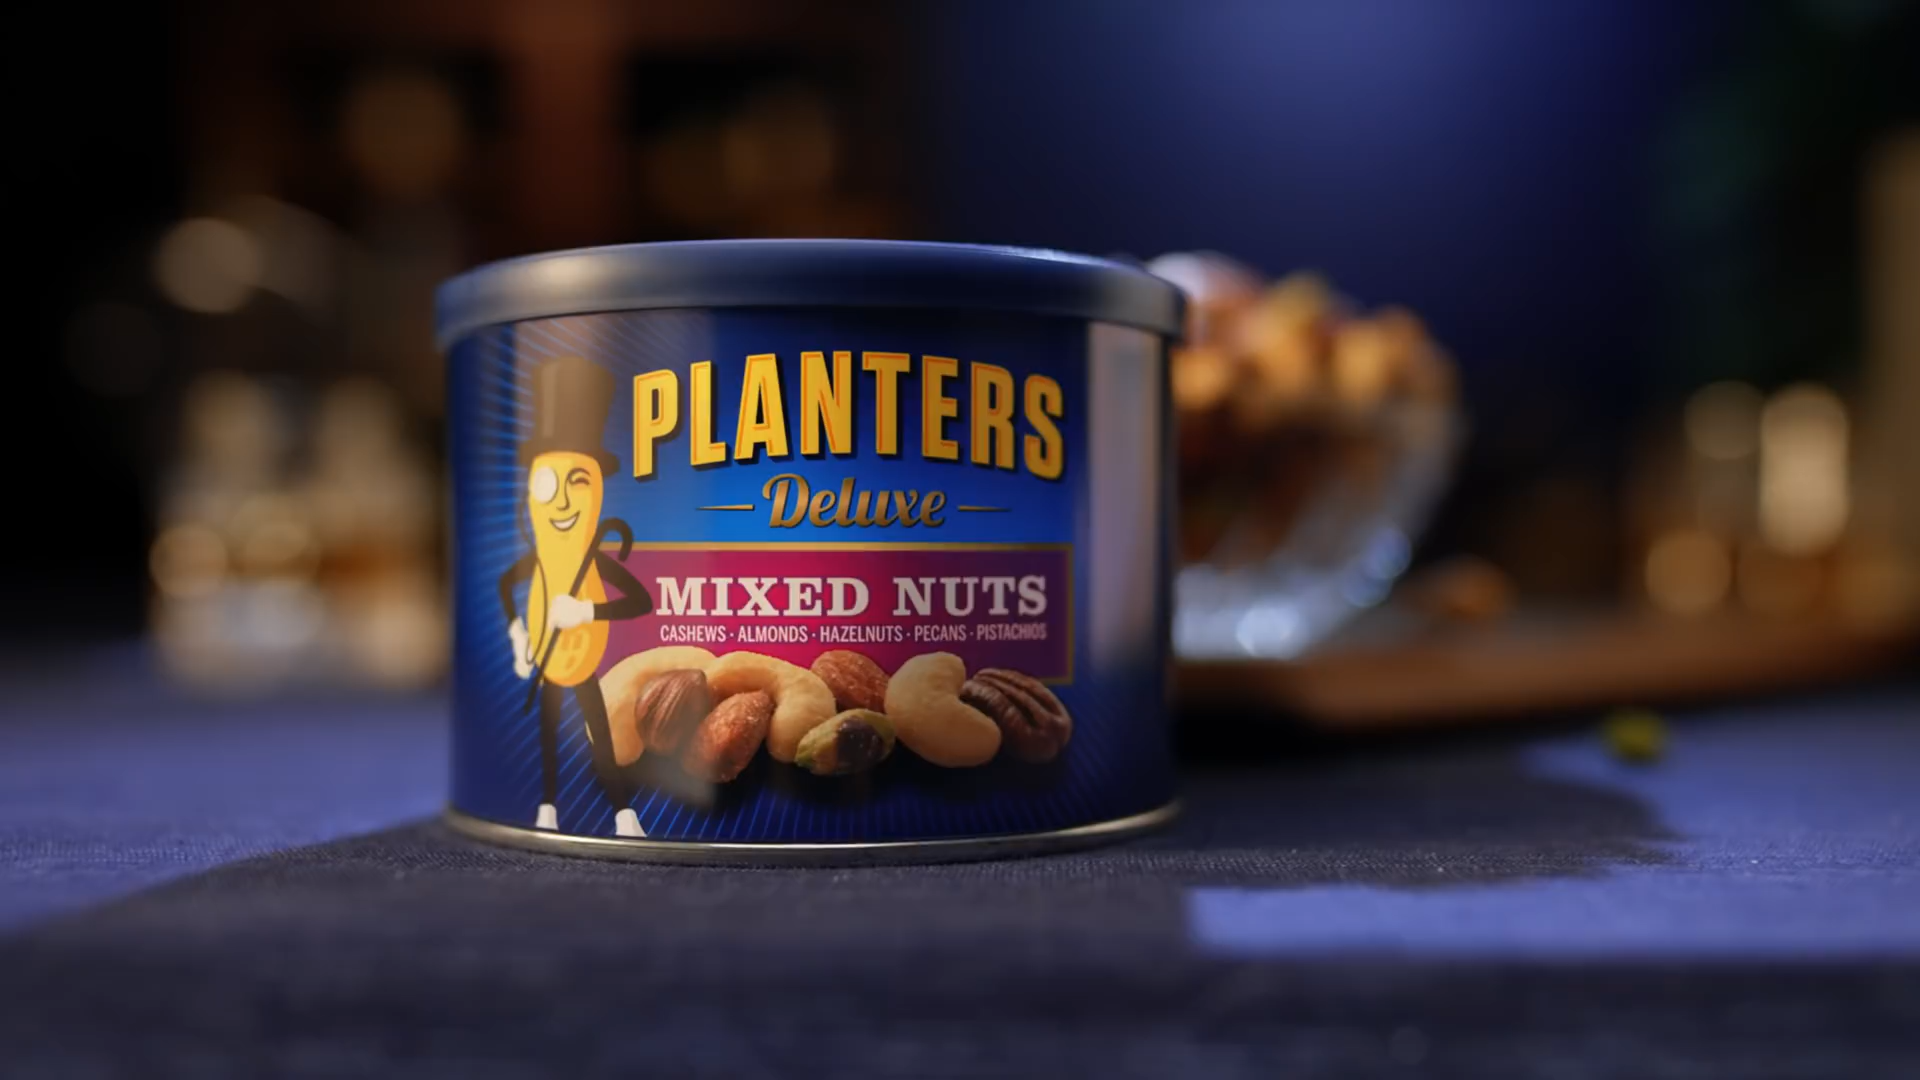 PLANTERS
Deluxe
MIXED NUTS
CASHEWS · ALMONDS · HAZELNUTS · PECANS · PISTACHIOS